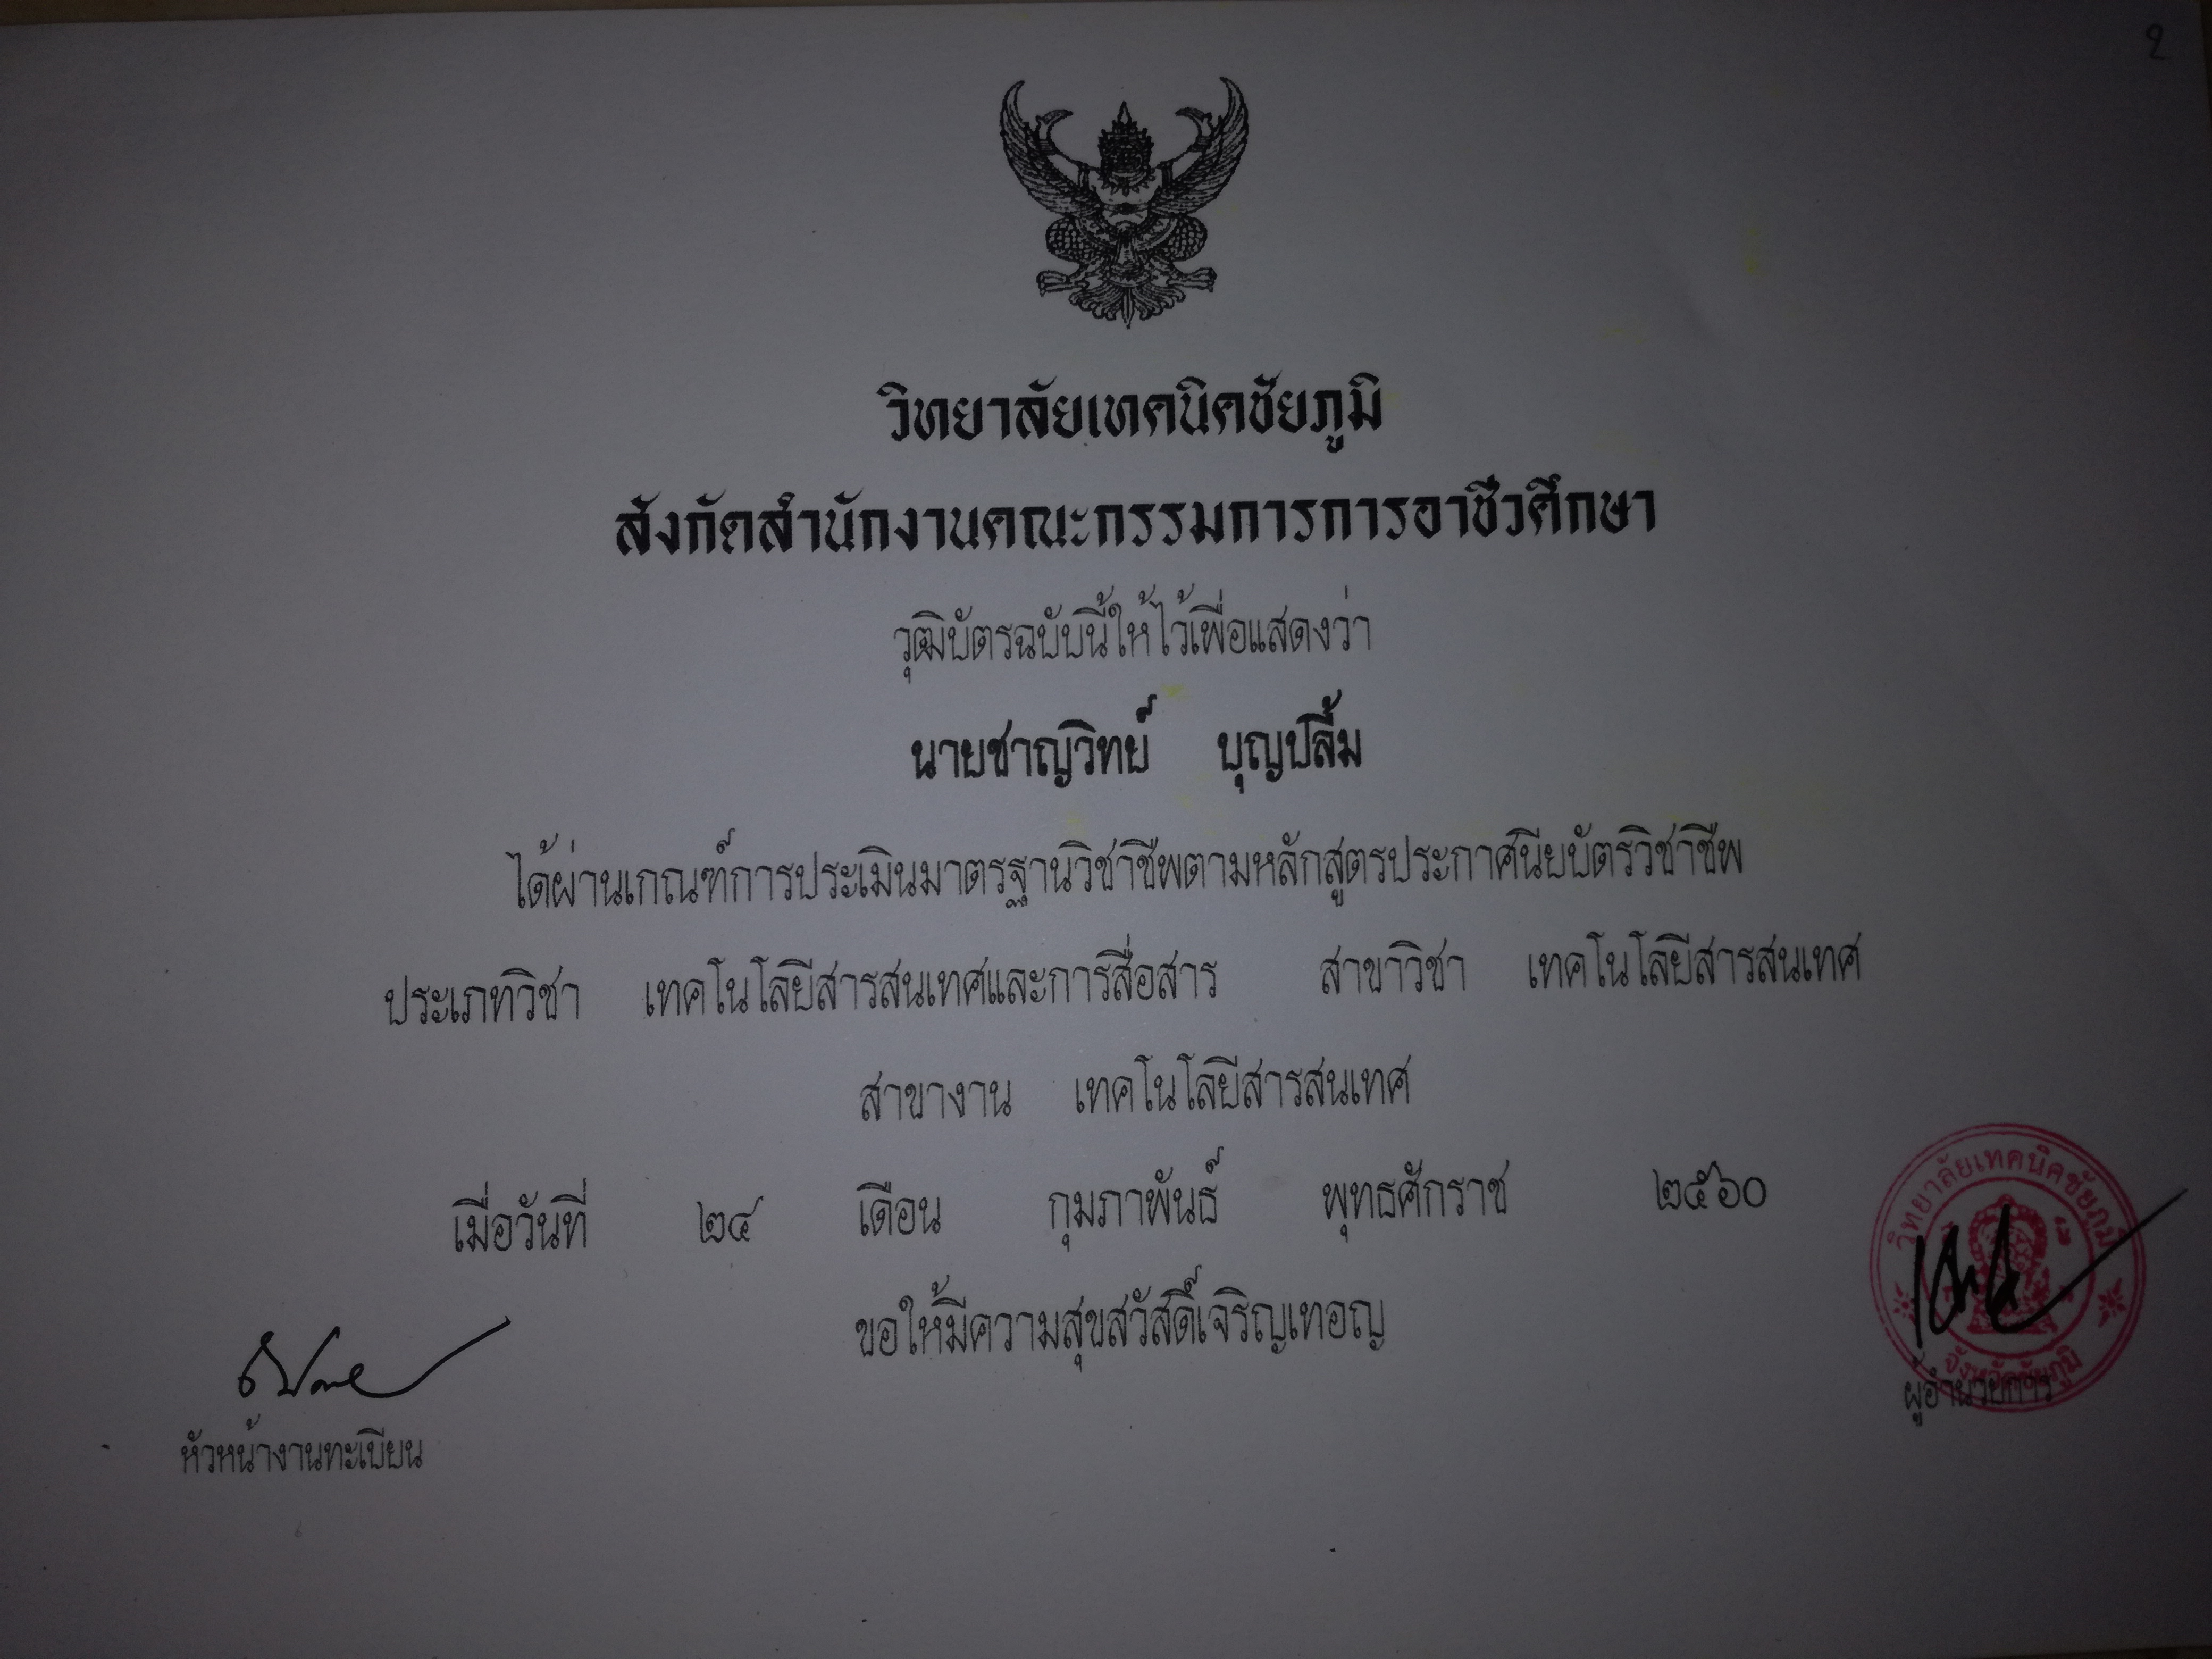 ๑
วิทยาลัยเทคนิคชัยภูมิ
สังกัดสำนักงานคณะกรรมการการอาชีวศึกษา
วุฒิบัตรฉบับนี้ให้ไว้เพื่อแสดงว่า
นายชาญวิทย์ บุญปลื้ม
ได้ผ่านเกณฑ์การประเมินมาตรฐานวิชาชีพตามหลักสูตรประกาศนียบัตรวิชาชีพ
ประเภทวิชา เทคโนโลยีสารสนเทศและการสื่อสาร สาขาวิชา เทคโนโลยีสารสนเทศ
สาขางาน เทคโนโลยีสารสนเทศ
เมื่อวันที่ ๒๔ เดือน กุมภาพันธ์ พุทธศักราช ๒๕๖๐
ขอให้มีความสุขสวัสดิ์เจริญเทอญ
หัวหน้างานทะเบียน
วิทยาลัยเทคนิคชัยภูมิ
จังหวัดชัยภูมิ
ผู้อำนวยการ